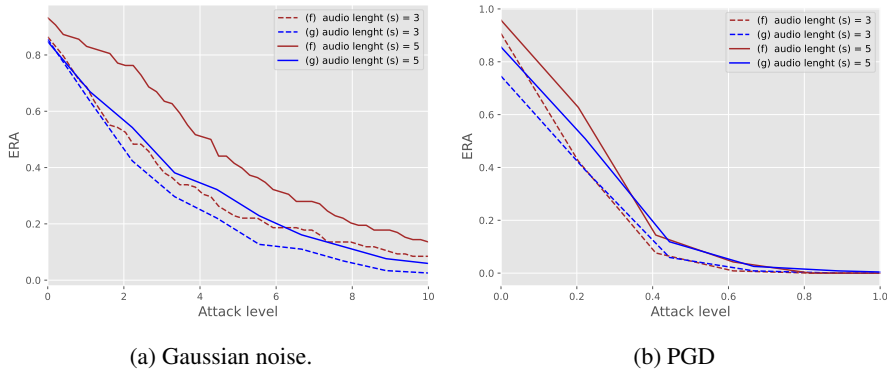 (f) audio lenght (s) = 3
(g) audio lenght (s) = 3
(f) audio lenght (s) = 5
(g) audio lenght (s) = 5
0.8
0.6
0.4
0.2
0.0
ERA
0 2 4 6 8 10
Attack level
(a) Gaussian noise.
(f) audio lenght (s) = 3
(g) audio lenght (s) = 3
(f) audio lenght (s) = 5
(g) audio lenght (s) = 5
1.0
0.8
0.6
0.4
0.2
0.0
ERA
0.0 0.2 0.4 0.6 0.8 1.0
Attack level
(b) PGD